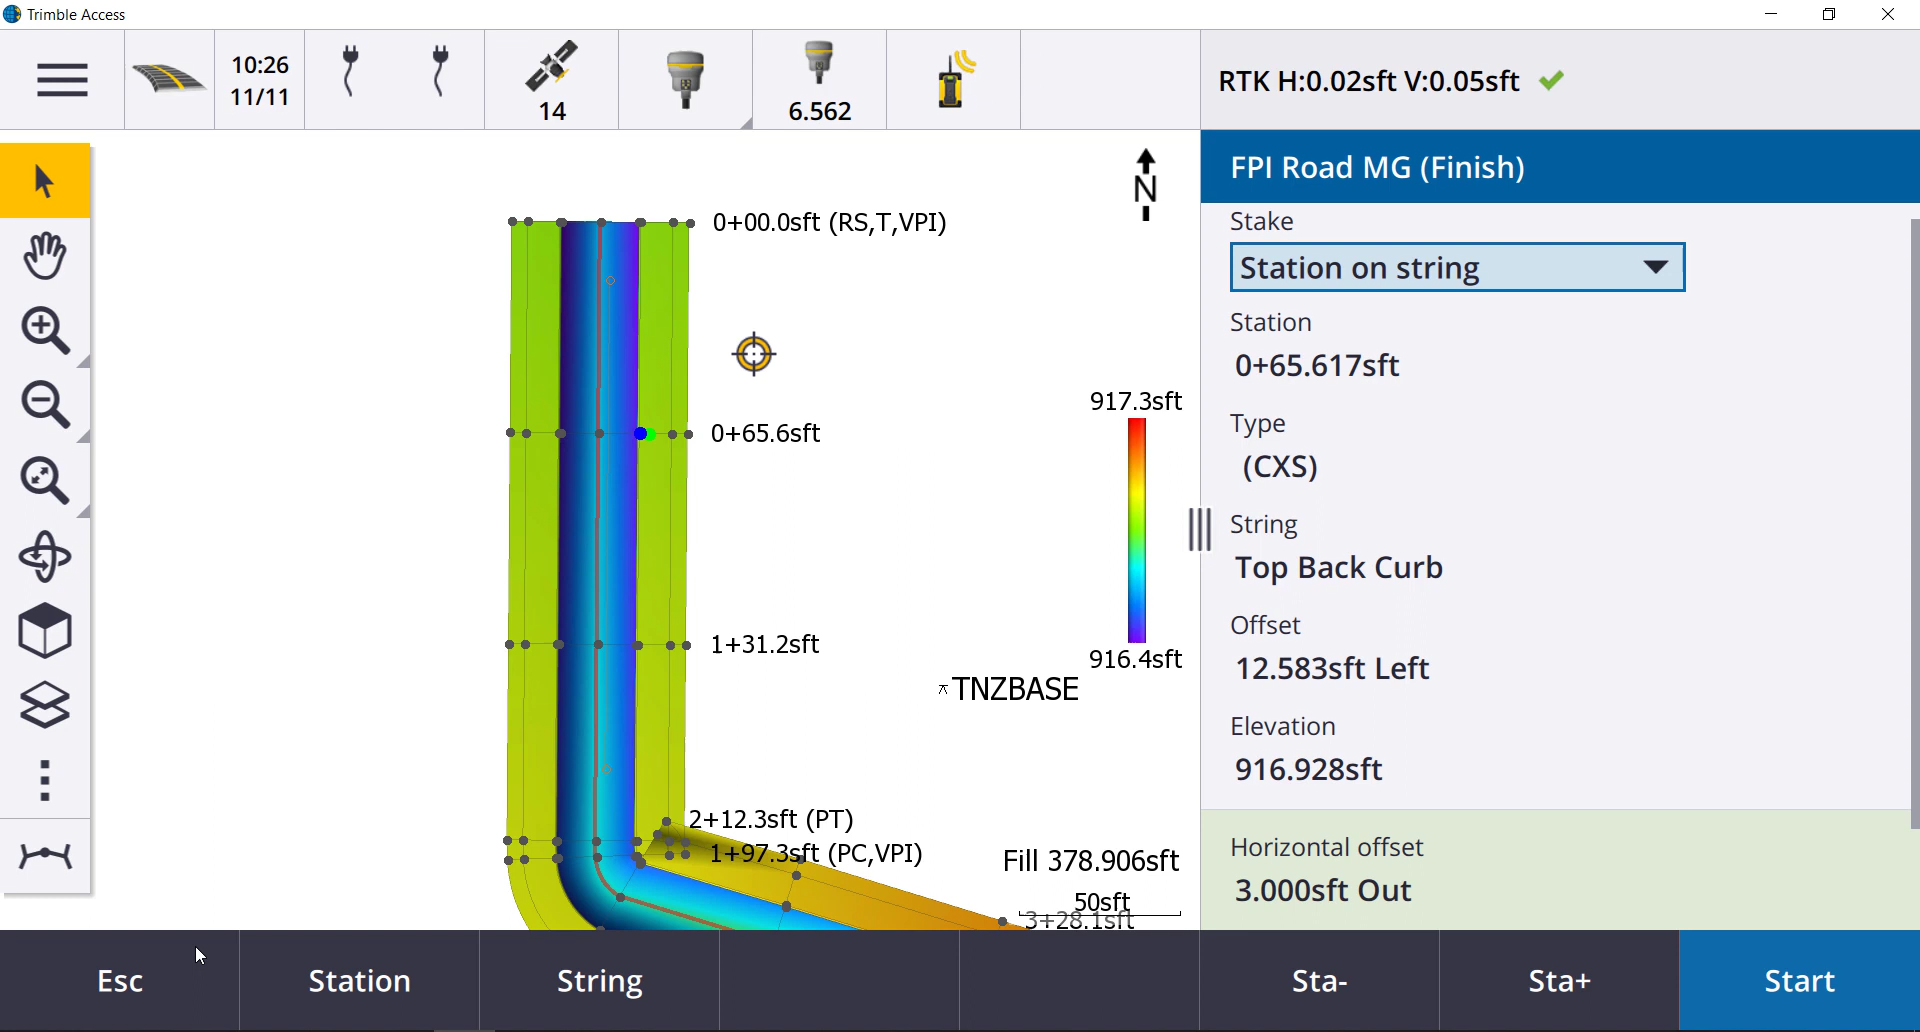 Trimble Access
10:26
11/11
14
6.562
RTK H:0.02sft V:0.05sft
N
0+00.0sft (RS,T,VPI)
917.3sft
0+65.6sft
1+31.2sft
916.4sft
TNZBASE
2+12.3sft (PT)
1+97.3sft (PC,VPI)
Fill 378.906sft
50sft
3+28.1sft
FPI Road MG (Finish)
Stake
Station on string
Station
0+65.617sft
Type
(CXS)
String
Top Back Curb
Offset
12.583sft Left
Elevation
916.928sft
Horizontal offset
3.000sft Out
Esc
Station
String
Sta-
Sta+
Start